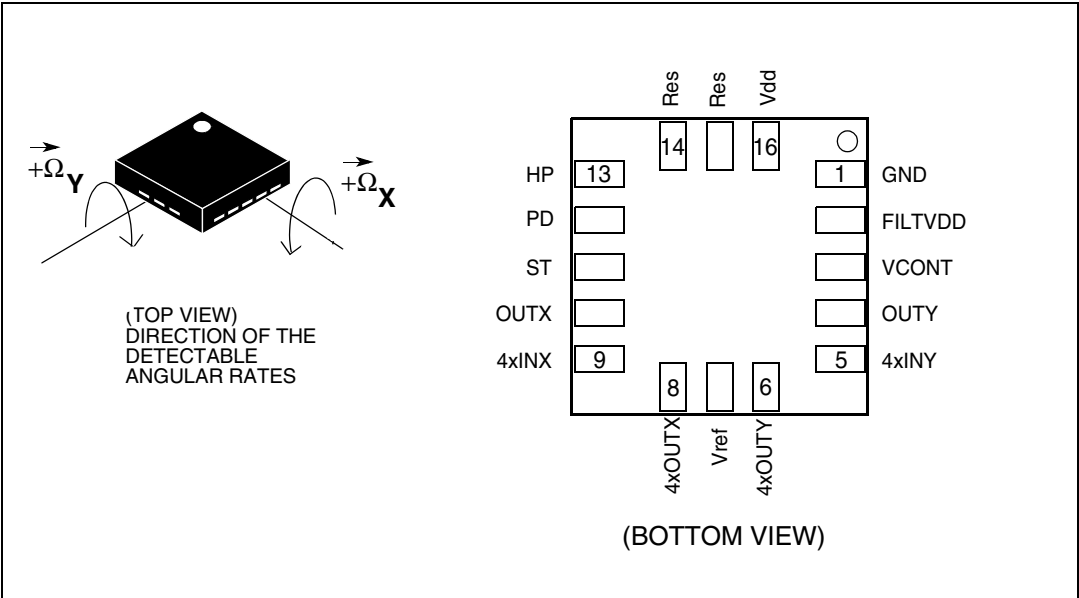 +Ω Y
+Ω X
(TOP VIEW)
DIRECTION OF THE
DETECTABLE
ANGULAR RATES
Res Res Vdd
14 16
HP 13 1 GND
PD FILTVDD
ST VCONT
OUTX OUTY
4xINX 9 5 4xINY
8 6
4xOUTX Vref 4xOUTY
(BOTTOM VIEW)